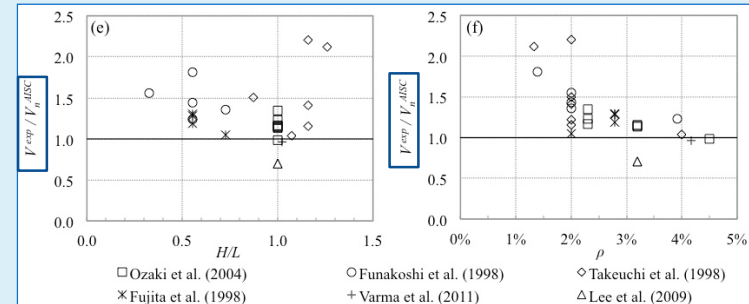 (e)
2.5
2.0
1.5
1.0
0.5
0.0
V^exp / V_n^AISC
0.0 0.5 1.0 1.5
H/L
(f)
2.5
2.0
1.5
1.0
0.5
0.0
V^exp / V_n^AISC
0% 1% 2% 3% 4% 5%
ρ
Ozaki et al. (2004) Funakoshi et al. (1998) Takeuchi et al. (1998)
Fujita et al. (1998) Varma et al. (2011) Lee et al. (2009)